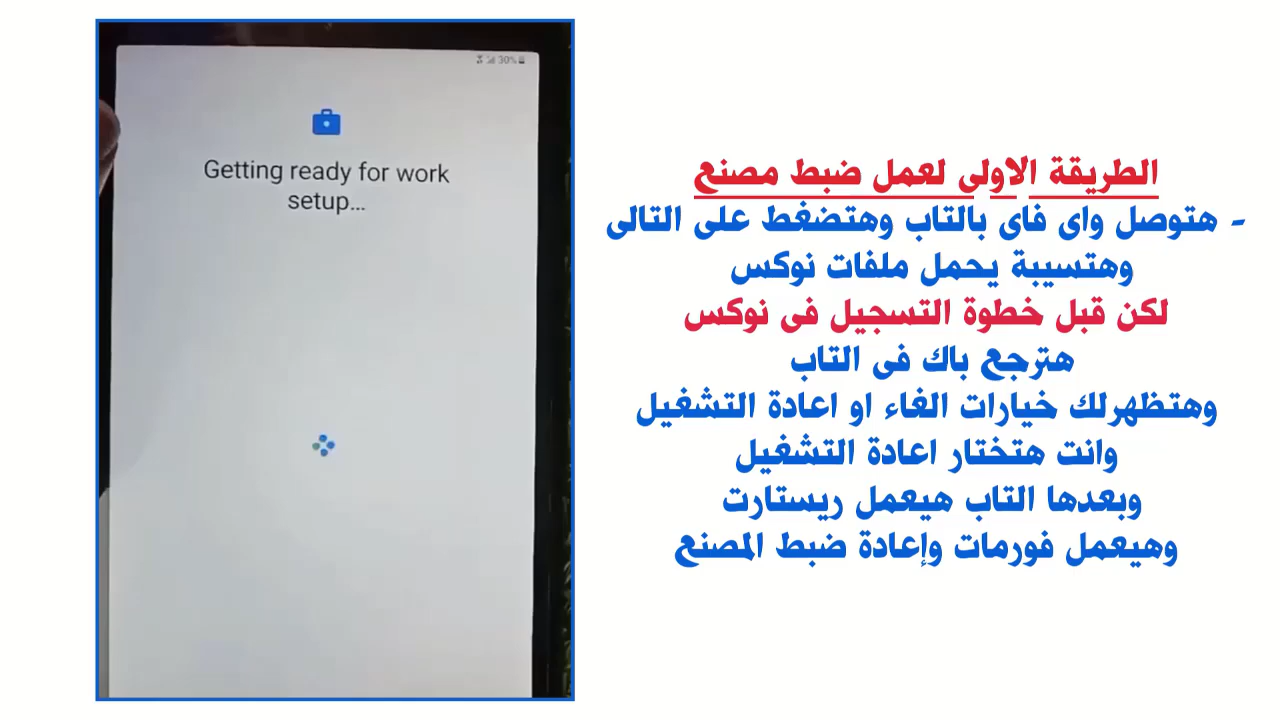 30%
Getting ready for work
setup...
الطريقة الاولى لعمل ضبط مصنع
- هتوصل واى فاى بالتاب وهتضغط على التالى
وهتسيبة يحمل ملفات نوكس
لكن قبل خطوة التسجيل فى نوكس
هترجع باك فى التاب
وهتظهرلك خيارات الغاء او اعادة التشغيل
وانت هتختار اعادة التشغيل
وبعدها التاب هيعمل ريستارت
وهيعمل فورمات وإعادة ضبط المصنع